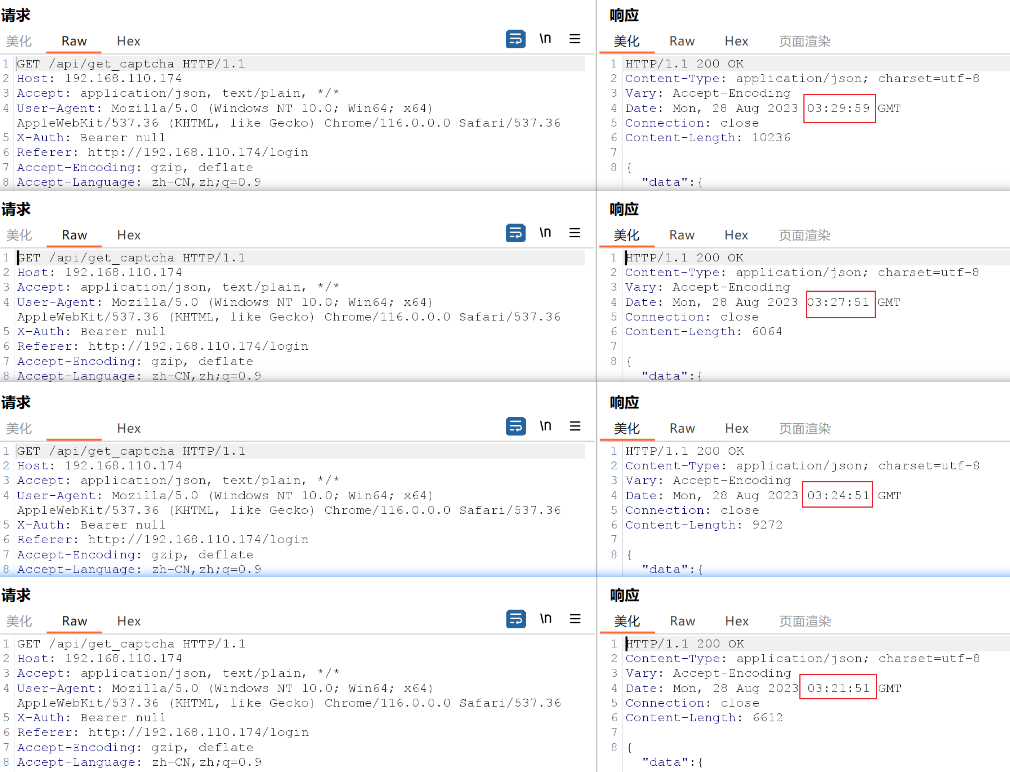 请求
美化 Raw Hex \n
1 GET /api/get_captcha HTTP/1.1
2 Host: 192.168.110.174
3 Accept: application/json, text/plain, */*
4 User-Agent: Mozilla/5.0 (Windows NT 10.0; Win64; x64)
AppleWebKit/537.36 (KHTML, like Gecko) Chrome/116.0.0.0 Safari/537.36
5 X-Auth: Bearer null
6 Referer: http://192.168.110.174/login
7 Accept-Encoding: gzip, deflate
8 Accept-Language: zh-CN,zh;q=0.9
响应
美化 Raw Hex 页面渲染
1 HTTP/1.1 200 OK
2 Content-Type: application/json; charset=utf-8
3 Vary: Accept-Encoding
4 Date: Mon, 28 Aug 2023 03:29:59 GMT
5 Connection: close
6 Content-Length: 10236
7
8 {
"data":{
请求
美化 Raw Hex \n
1 GET /api/get_captcha HTTP/1.1
2 Host: 192.168.110.174
3 Accept: application/json, text/plain, */*
4 User-Agent: Mozilla/5.0 (Windows NT 10.0; Win64; x64)
AppleWebKit/537.36 (KHTML, like Gecko) Chrome/116.0.0.0 Safari/537.36
5 X-Auth: Bearer null
6 Referer: http://192.168.110.174/login
7 Accept-Encoding: gzip, deflate
8 Accept-Language: zh-CN,zh;q=0.9
响应
美化 Raw Hex 页面渲染
1 HTTP/1.1 200 OK
2 Content-Type: application/json; charset=utf-8
3 Vary: Accept-Encoding
4 Date: Mon, 28 Aug 2023 03:27:51 GMT
5 Connection: close
6 Content-Length: 6064
7
8 {
"data":{
请求
美化 Hex \n
1 GET /api/get_captcha HTTP/1.1
2 Host: 192.168.110.174
3 Accept: application/json, text/plain, */*
4 User-Agent: Mozilla/5.0 (Windows NT 10.0; Win64; x64)
AppleWebKit/537.36 (KHTML, like Gecko) Chrome/116.0.0.0 Safari/537.36
5 X-Auth: Bearer null
6 Referer: http://192.168.110.174/login
7 Accept-Encoding: gzip, deflate
8 Accept-Language: zh-CN,zh;q=0.9
响应
美化 Raw Hex 页面渲染
1 HTTP/1.1 200 OK
2 Content-Type: application/json; charset=utf-8
3 Vary: Accept-Encoding
4 Date: Mon, 28 Aug 2023 03:24:51 GMT
5 Connection: close
6 Content-Length: 9272
7
8 {
"data":{
请求
美化 Raw Hex \n
1 GET /api/get_captcha HTTP/1.1
2 Host: 192.168.110.174
3 Accept: application/json, text/plain, */*
4 User-Agent: Mozilla/5.0 (Windows NT 10.0; Win64; x64)
AppleWebKit/537.36 (KHTML, like Gecko) Chrome/116.0.0.0 Safari/537.36
5 X-Auth: Bearer null
6 Referer: http://192.168.110.174/login
7 Accept-Encoding: gzip, deflate
8 Accept-Language: zh-CN,zh;q=0.9
响应
美化 Raw Hex 页面渲染
1 HTTP/1.1 200 OK
2 Content-Type: application/json; charset=utf-8
3 Vary: Accept-Encoding
4 Date: Mon, 28 Aug 2023 03:21:51 GMT
5 Connection: close
6 Content-Length: 6612
7
8 {
"data":{